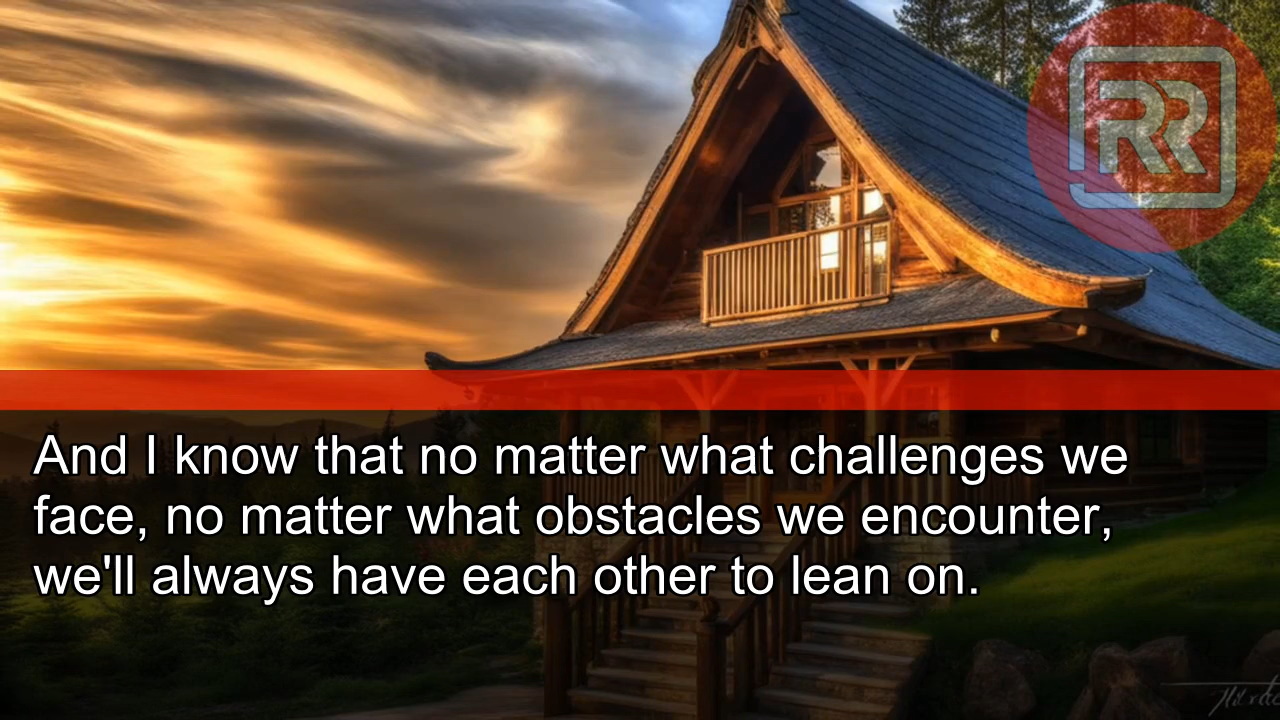 RR
And I know that no matter what challenges we
face, no matter what obstacles we encounter,
we'll always have each other to lean on.